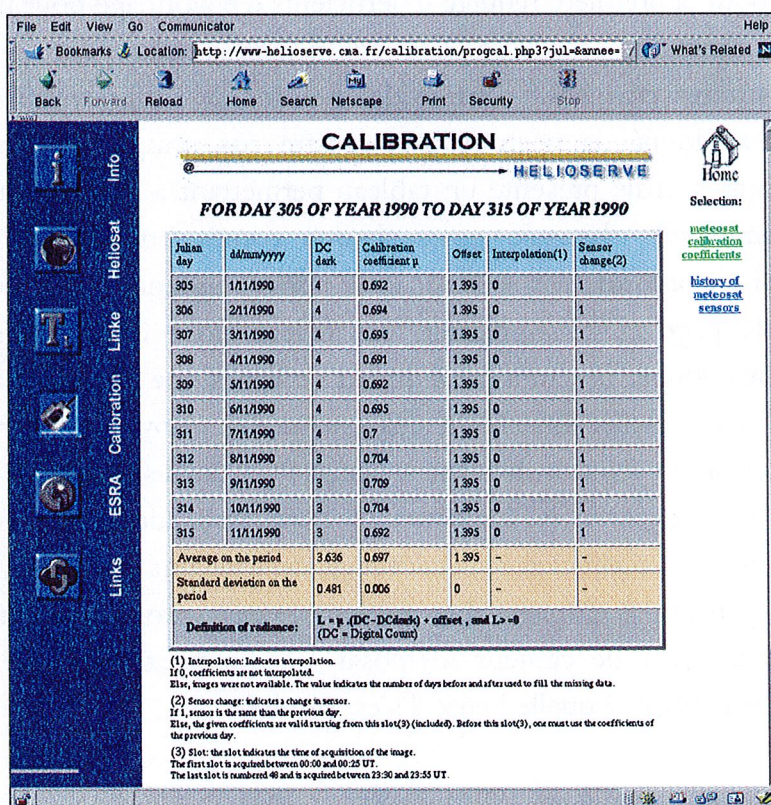 File Edit View Go Communicator Help
Bookmarks Location: http://www-helioserve.cma.fr/calibration/progcal.php3?jul=&annee= What's Related N
Back Forward Reload Home Search Netscape Print Security Stop
Info
Heliosat
Linke
Calibration
ESRA
Links
CALIBRATION
@ HELIOSERVE
FOR DAY 305 OF YEAR 1990 TO DAY 315 OF YEAR 1990
Julian day dd/mm/yyyy DC dark Calibration coefficient µ Offset Interpolation(1) Sensor change(2)
305 1/11/1990 4 0.692 1.395 0 1
306 2/11/1990 4 0.694 1.395 0 1
307 3/11/1990 4 0.695 1.395 0 1
308 4/11/1990 4 0.691 1.395 0 1
309 5/11/1990 4 0.692 1.395 0 1
310 6/11/1990 4 0.695 1.395 0 1
311 7/11/1990 4 0.7 1.395 0 1
312 8/11/1990 3 0.704 1.395 0 1
313 9/11/1990 3 0.709 1.395 0 1
314 10/11/1990 3 0.704 1.395 0 1
315 11/11/1990 3 0.692 1.395 0 1
Average on the period 3.636 0.697 1.395 - -
Standard deviation on the period 0.481 0.006 0 - -
Definition of radiance: L = µ .(DC-DCdark) + offset , and L>=0
(DC = Digital Count)
Home
Selection:
meteosat
calibration
coefficients
history of
meteosat
sensors
(1) Interpolation: Indicates interpolation.
If 0, coefficients are not interpolated.
Else, images were not available. The value indicates the number of days before and after used to fill the missing data.
(2) Sensor change: indicates a change in sensor.
If 1, sensor is the same than the previous day.
Else, the given coefficients are valid starting from this slot(3) (included). Before this slot(3), one must use the coefficients of
the previous day.
(3) Slot: the slot indicates the time of acquisition of the image.
The first slot is acquired between 00:00 and 00:25 UT.
The last slot is numbered 48 and is acquired between 23:30 and 23:55 UT.